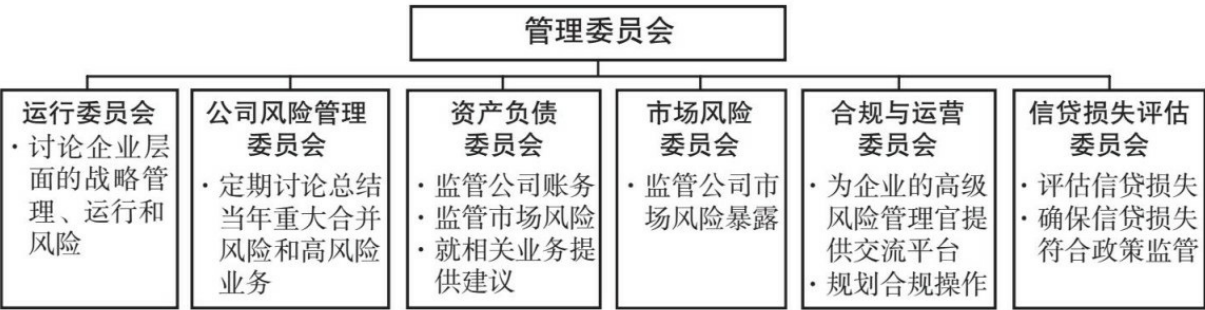 管理委员会
运行委员会
· 讨论企业层
面的战略管
理、运行和
风险
公司风险管理
委员会
· 定期讨论总结
当年重大合并
风险和高风险
业务
资产负债
委员会
· 监管公司账务
· 监管市场风险
· 就相关业务提
供建议
市场风险
委员会
· 监管公司市
场风险暴露
合规与运营
委员会
· 为企业的高级
风险管理官提
供交流平台
· 规划合规操作
信贷损失评估
委员会
· 评估信贷损失
· 确保信贷损失
符合政策监管